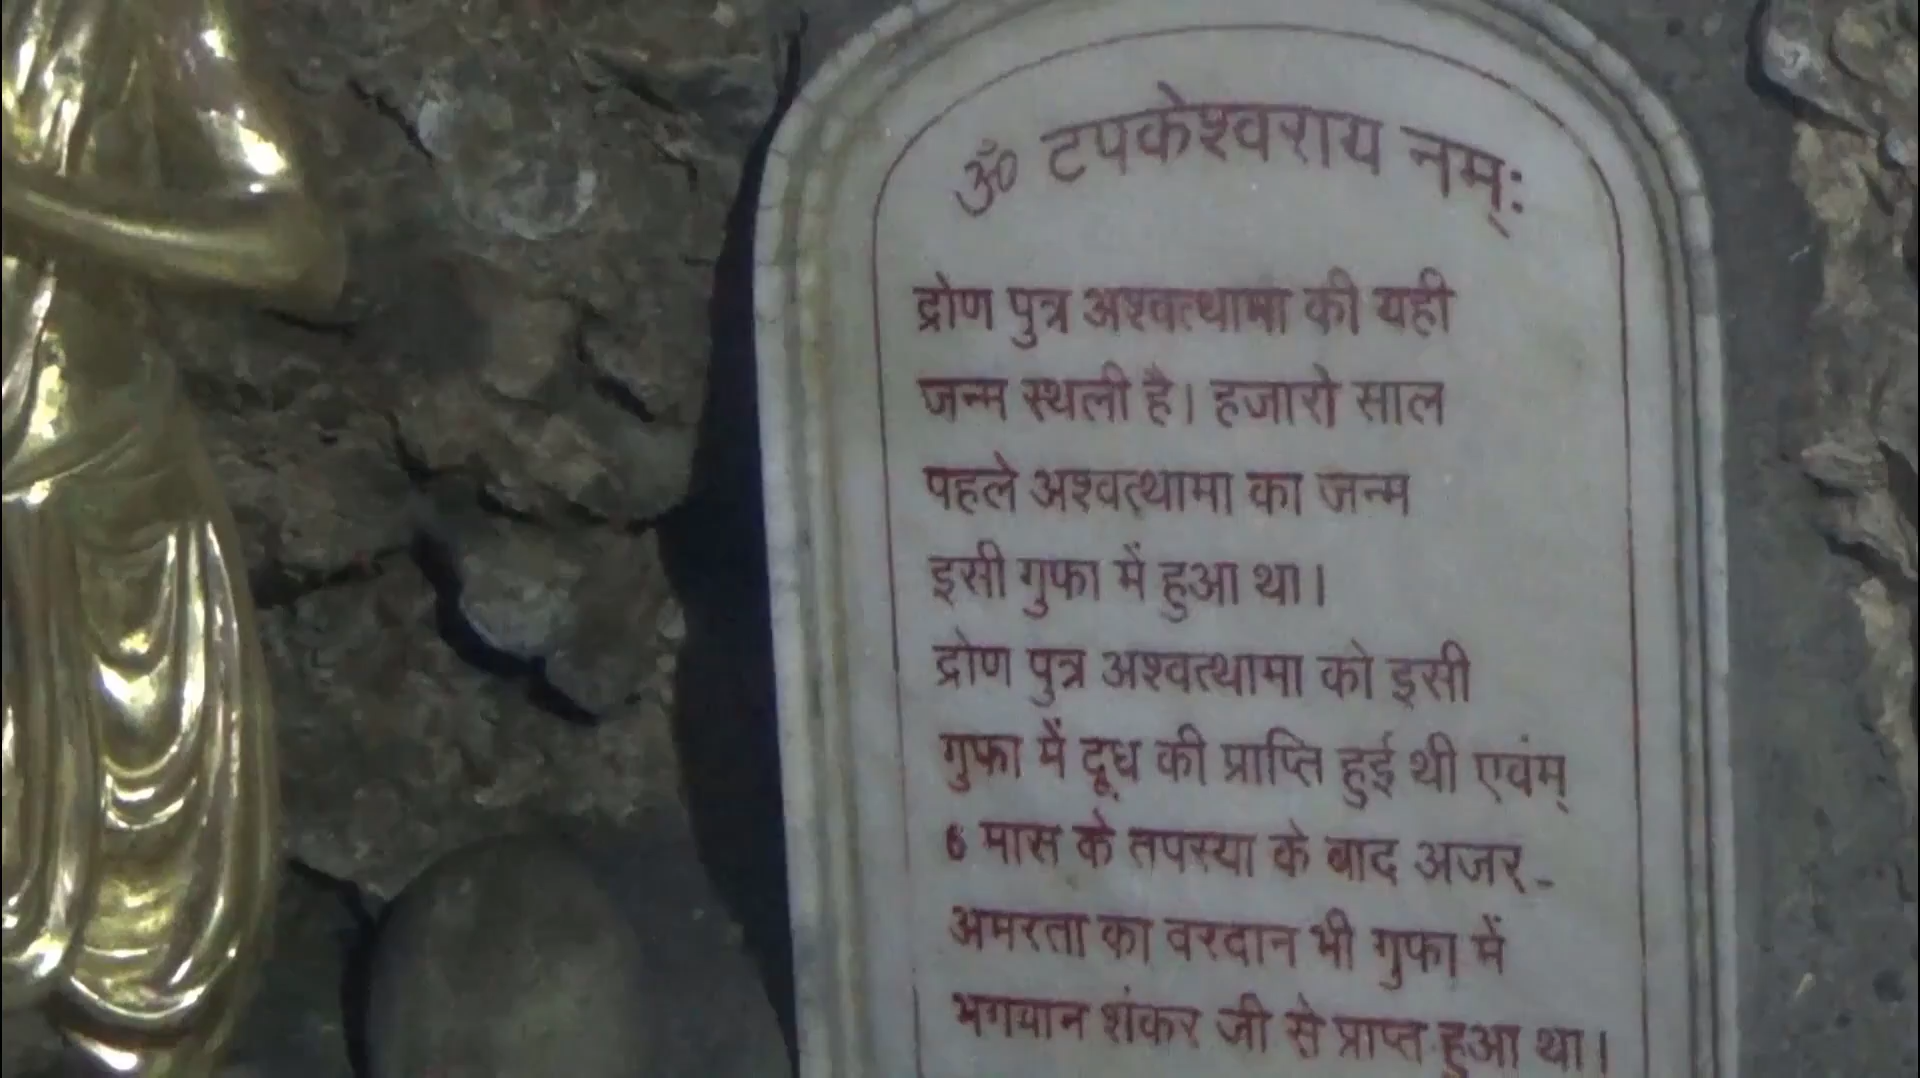 ॐ टपकेश्वराय नम्ः
द्रोण पुत्र अश्वत्थामा की यही
जन्म स्थली है। हजारो साल
पहले अश्वत्थामा का जन्म
इसी गुफा में हुआ था।
द्रोण पुत्र अश्वत्थामा को इसी
गुफा में दूध की प्राप्ति हुई थी एवंम्
6 मास के तपस्या के बाद अजर-
अमरता का वरदान भी गुफा में
भगवान शंकर जी से प्राप्त हुआ था।